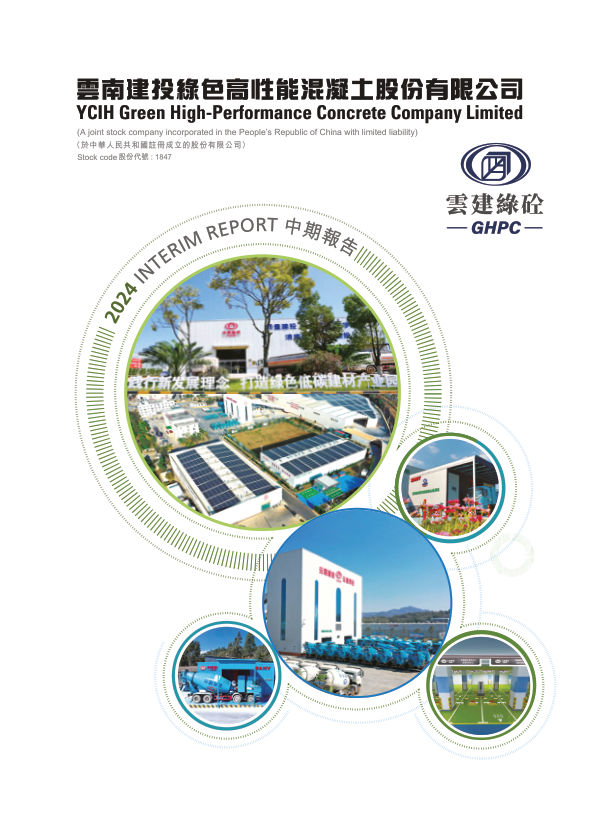 雲南建投綠色高性能混凝土股份有限公司
YCIH Green High-Performance Concrete Company Limited
(A joint stock company incorporated in the People's Republic of China with limited liability)
(於中華人民共和國註冊成立的股份有限公司)
Stock code 股份代號 : 1847
雲建綠砼
GHPC
2024 INTERIM REPORT 中期報告
践行新发展理念 打造绿色低碳建材产业园